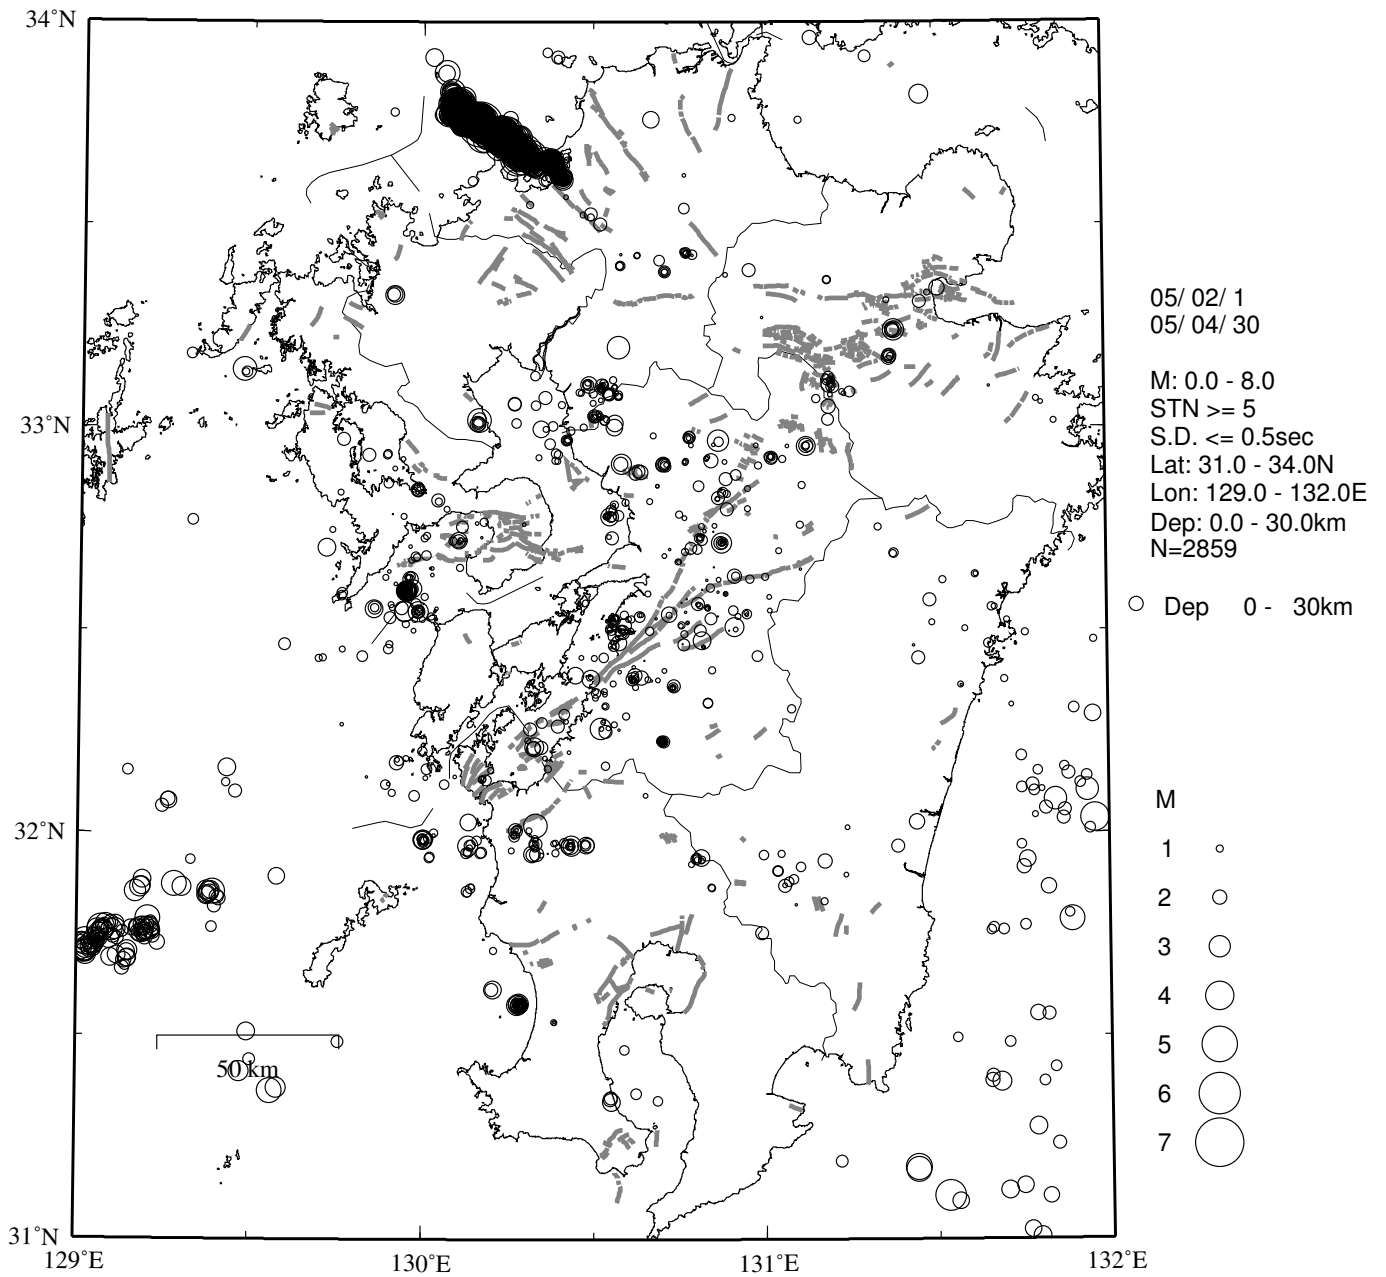 34˚N
33˚N
32˚N
31˚N
129˚E
130˚E
131˚E
132˚E
50 km
05/ 02/ 1
05/ 04/ 30
M: 0.0 - 8.0
STN >= 5
S.D. <= 0.5sec
Lat: 31.0 - 34.0N
Lon: 129.0 - 132.0E
Dep: 0.0 - 30.0km
N=2859
Dep 0 - 30km
M
1
2
3
4
5
6
7